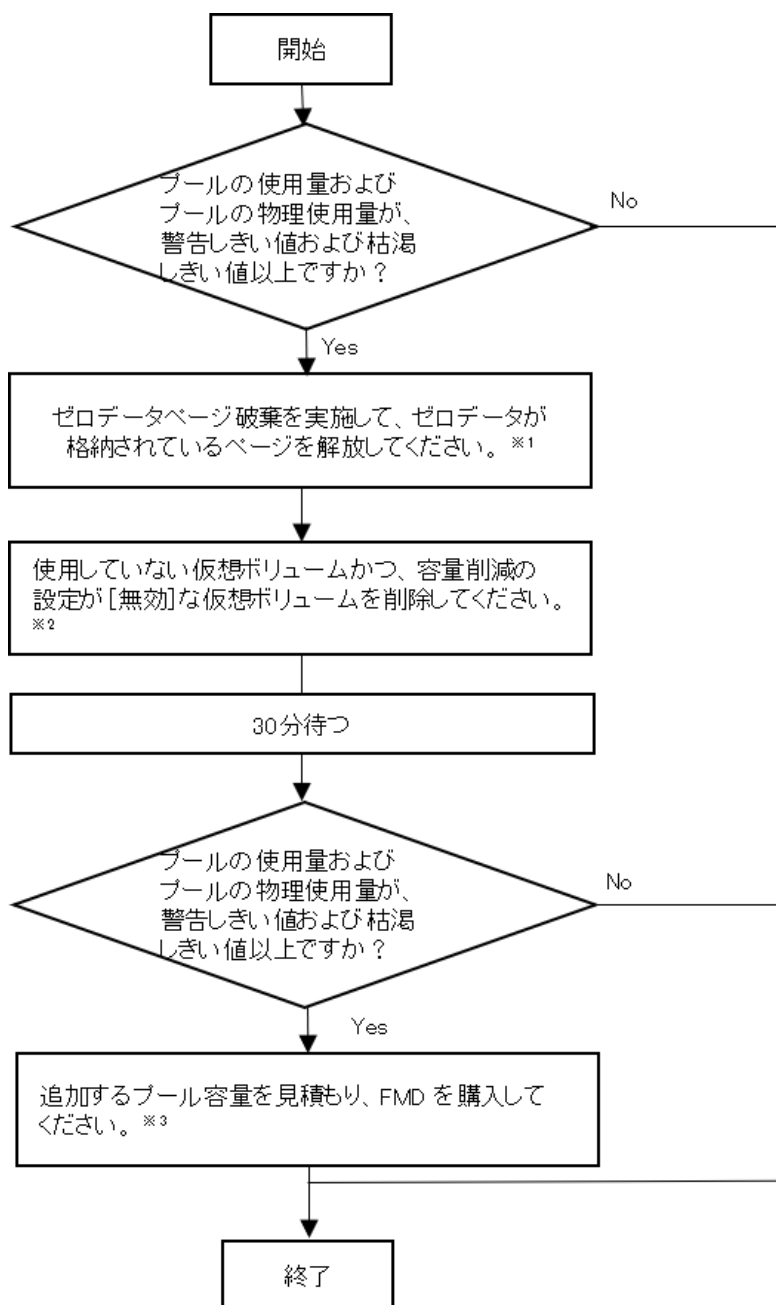 開始
プールの使用量および
プールの物理使用量が、
警告しきい値および枯渇
しきい値以上ですか？
No
Yes
ゼロデータページ破棄を実施して、ゼロデータが
格納されているページを解放してください。※1
使用していない仮想ボリュームかつ、容量削減の
設定が[無効]な仮想ボリュームを削除してください。
※2
30分待つ
プールの使用量および
プールの物理使用量が、
警告しきい値および枯渇
しきい値以上ですか？
No
Yes
追加するプール容量を見積もり、FMD を購入して
ください。※3
終了